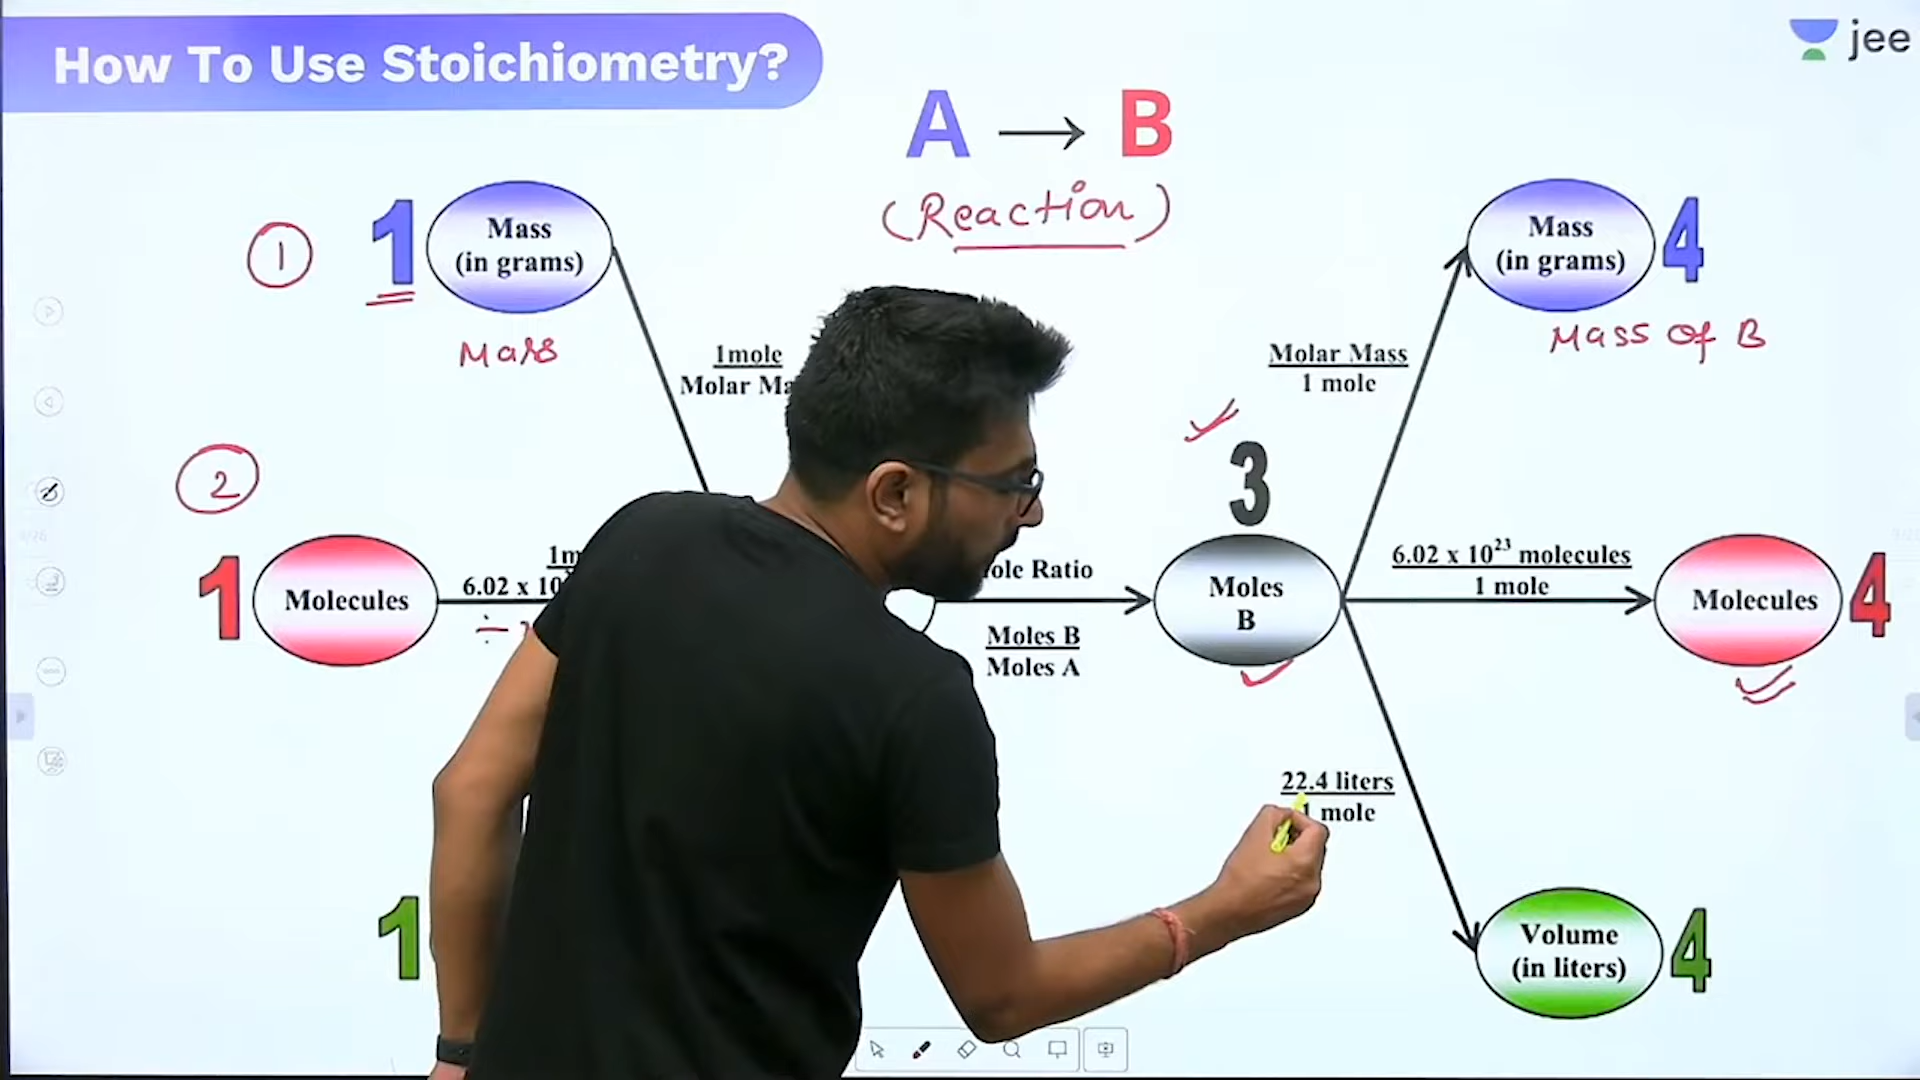 How To Use Stoichiometry?
jee
A → B
(Reaction)
1
1
Mass
(in grams)
Mass
1mole
Molar Ma
Mass
(in grams)
4
Mass of B
Molar Mass
1 mole
2
1
Molecules
1m
6.02 x 10
÷
ole Ratio
Moles B
Moles A
3
Moles
B
6.02 x 10²³ molecules
1 mole
Molecules
4
22.4 liters
1 mole
1
Volume
(in liters)
4